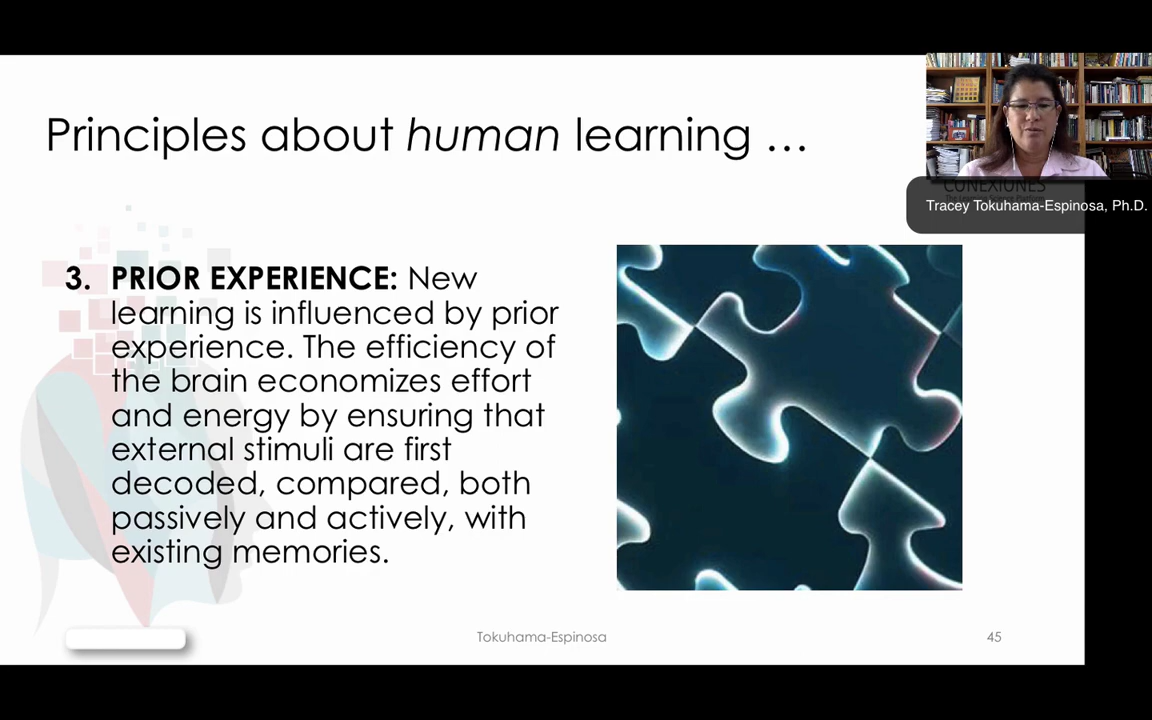 Principles about human learning ...
CONEXIONES
Tracey Tokuhama-Espinosa, Ph.D.
3. PRIOR EXPERIENCE: New
learning is influenced by prior
experience. The efficiency of
the brain economizes effort
and energy by ensuring that
external stimuli are first
decoded, compared, both
passively and actively, with
existing memories.
Tokuhama-Espinosa
45